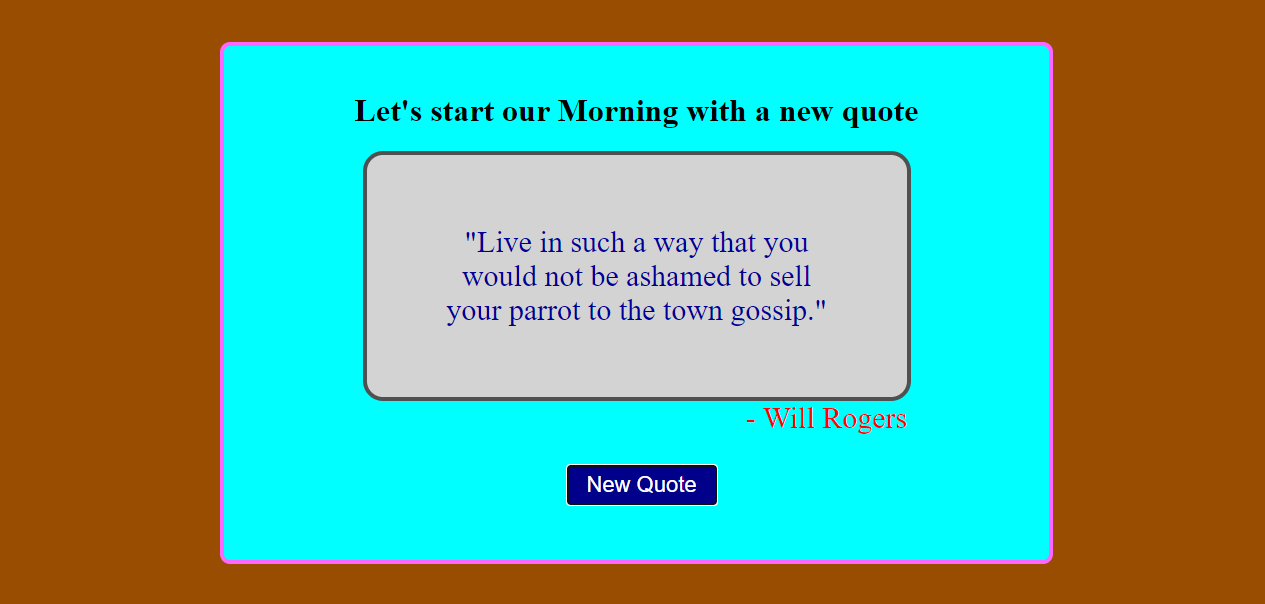 Let's start our Morning with a new quote
"Live in such a way that you
would not be ashamed to sell
your parrot to the town gossip."
- Will Rogers
New Quote